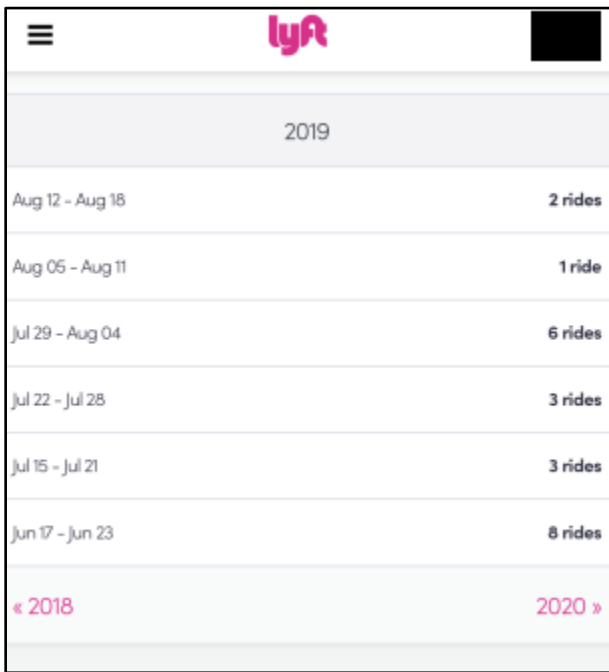 lyft
2019
Aug 12 - Aug 18 2 rides
Aug 05 - Aug 11 1 ride
Jul 29 - Aug 04 6 rides
Jul 22 - Jul 28 3 rides
Jul 15 - Jul 21 3 rides
Jun 17 - Jun 23 8 rides
« 2018 2020 »